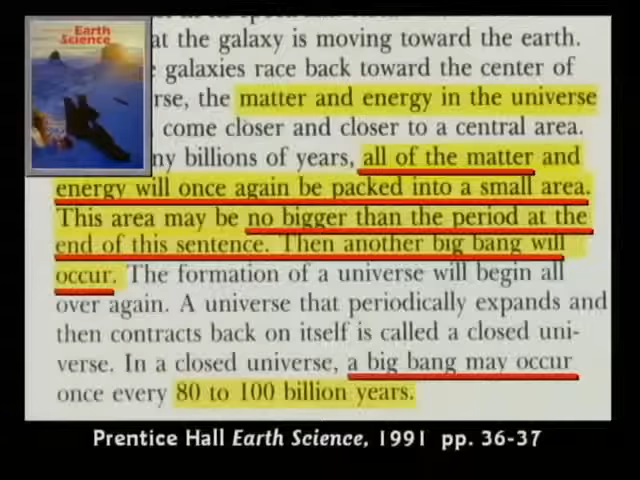 Earth
Science
at the galaxy is moving toward the earth.
galaxies race back toward the center of
rse, the matter and energy in the universe
come closer and closer to a central area.
ny billions of years, all of the matter and
energy will once again be packed into a small area.
This area may be no bigger than the period at the
end of this sentence. Then another big bang will
occur. The formation of a universe will begin all
over again. A universe that periodically expands and
then contracts back on itself is called a closed uni-
verse. In a closed universe, a big bang may occur
once every 80 to 100 billion years.
Prentice Hall Earth Science, 1991 pp. 36-37